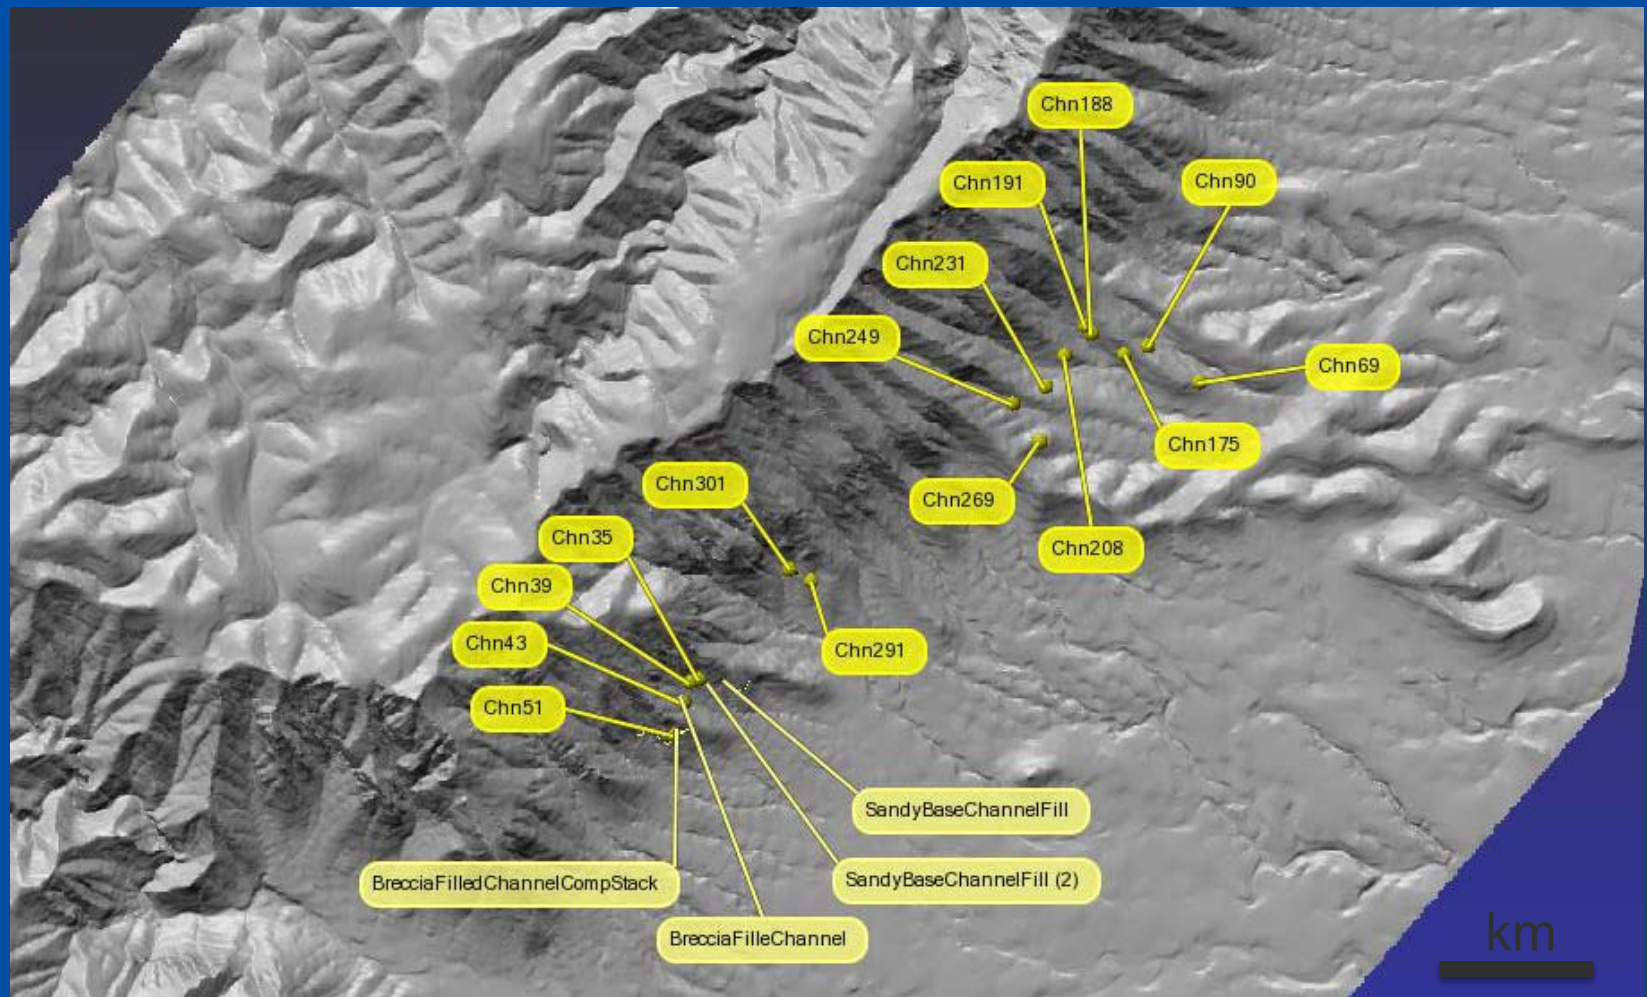 Chn188
Chn191
Chn90
Chn231
Chn249
Chn69
Chn175
Chn269
Chn301
Chn208
Chn35
Chn39
Chn43
Chn291
Chn51
SandyBaseChannelFill
BrecciaFilledChannelCompStack
SandyBaseChannelFill (2)
BrecciaFilleChannel
km